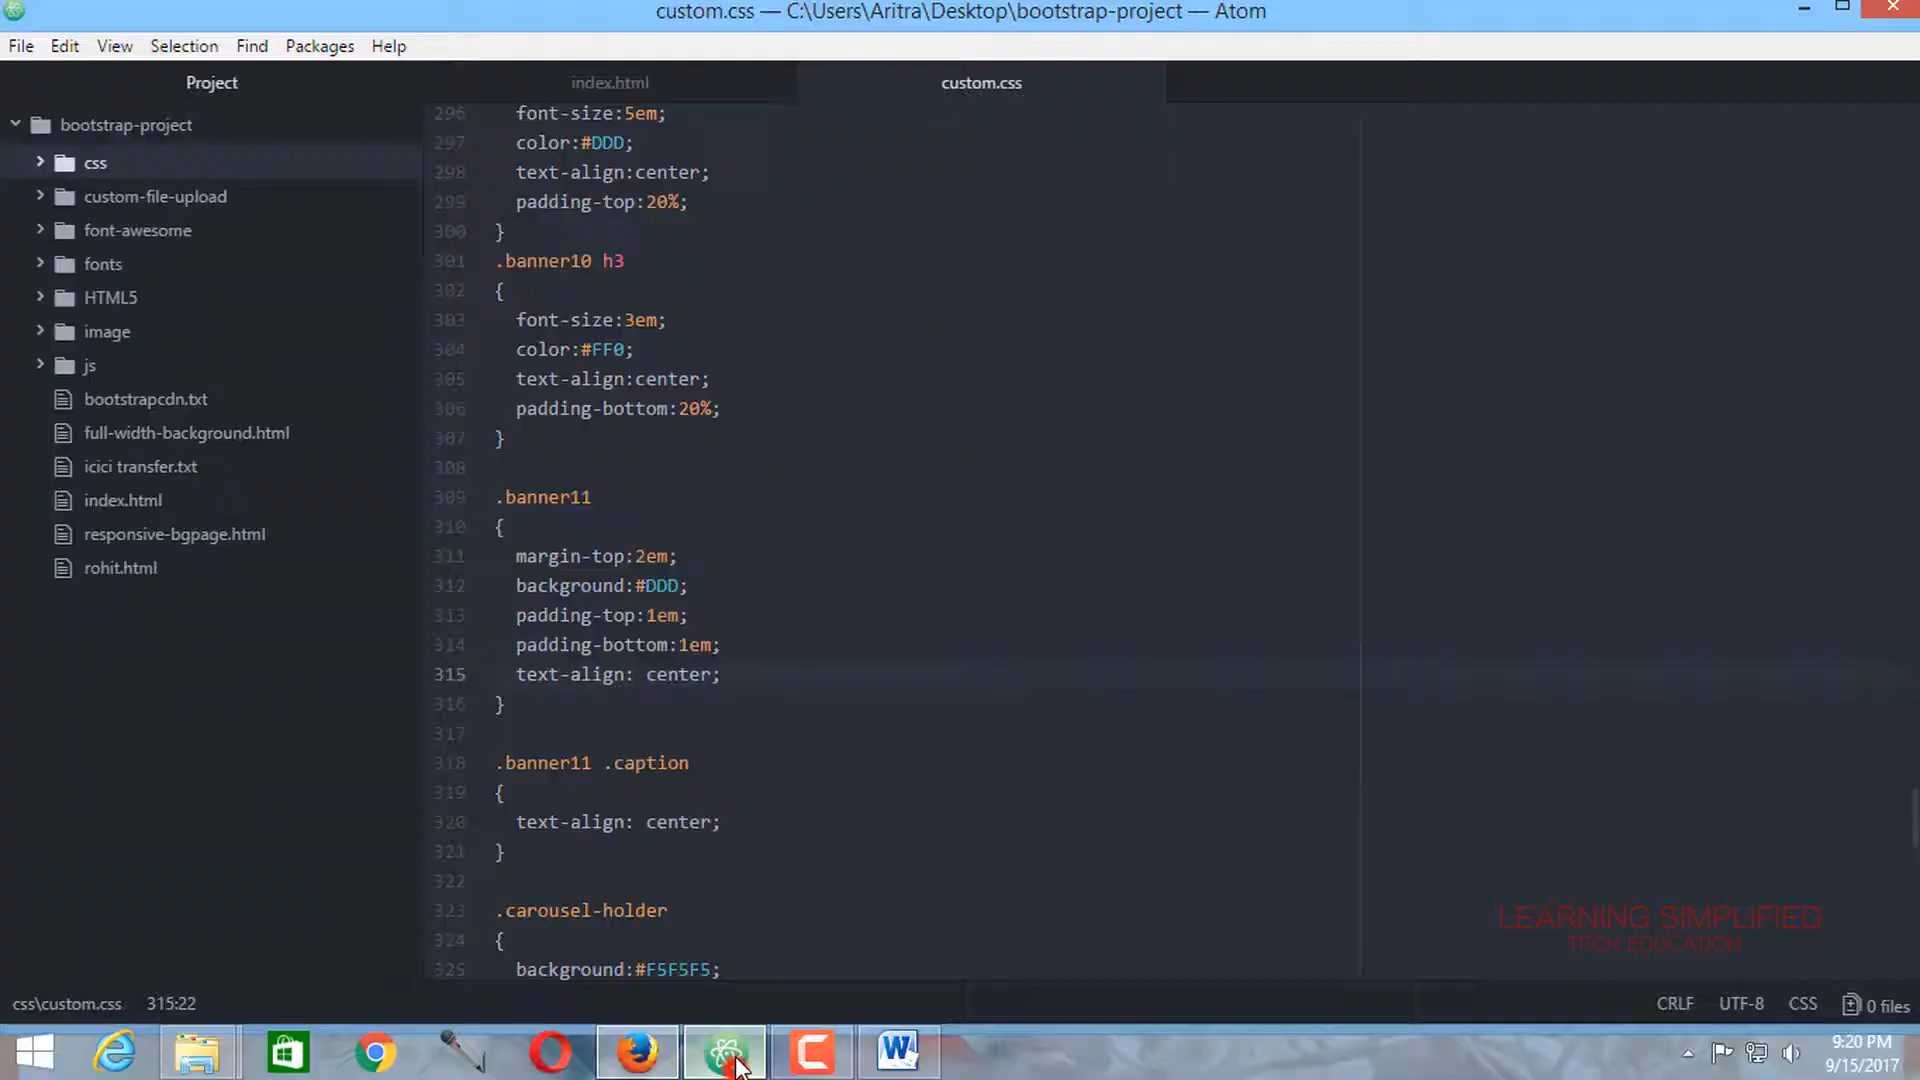 custom.css — C:\Users\Aritra\Desktop\bootstrap-project — Atom
File Edit View Selection Find Packages Help
Project
index.html
custom.css
bootstrap-project
css
custom-file-upload
font-awesome
fonts
HTML5
image
js
bootstrapcdn.txt
full-width-background.html
icici transfer.txt
index.html
responsive-bgpage.html
rohit.html
296 font-size:5em;
297 color:#DDD;
298 text-align:center;
299 padding-top:20%;
300 }
301 .banner10 h3
302 {
303 font-size:3em;
304 color:#FF0;
305 text-align:center;
306 padding-bottom:20%;
307 }
308
309 .banner11
310 {
311 margin-top:2em;
312 background:#DDD;
313 padding-top:1em;
314 padding-bottom:1em;
315 text-align: center;
316 }
317
318 .banner11 .caption
319 {
320 text-align: center;
321 }
322
323 .carousel-holder
324 {
325 background:#F5F5F5;
LEARNING SIMPLIFIED
TECH EDUCATION
css\custom.css 315:22
CRLF UTF-8 CSS 0 files
9:20 PM
9/15/2017